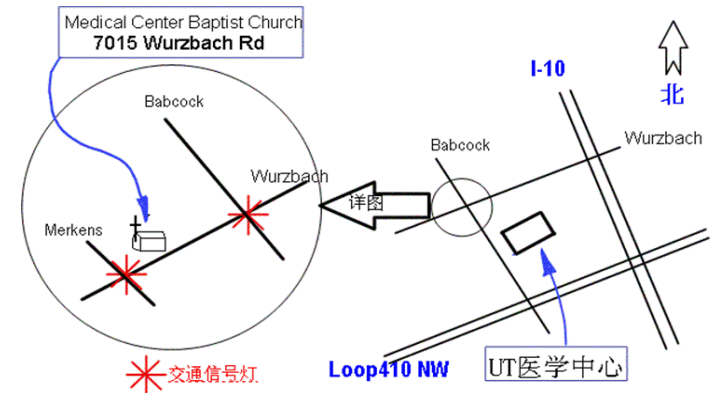 Medical Center Baptist Church
7015 Wurzbach Rd
I-10
北
Babcock
Wurzbach
Babcock
Wurzbach
详图
Merkens
交通信号灯
Loop410 NW
UT医学中心